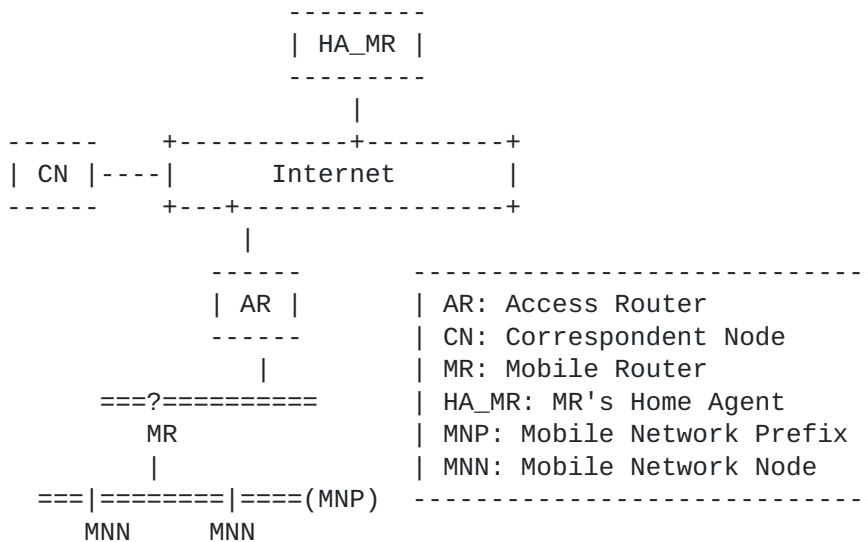 ---------
                  | HA_MR |
                  ---------
                      |
------    +-----------+---------+
| CN |----|      Internet       |
------    +---+-----------------+
               |
             ------       -----------------------------
             | AR |       | AR: Access Router
             ------       | CN: Correspondent Node
                |         | MR: Mobile Router
      ===?==========      | HA_MR: MR's Home Agent
         MR               | MNP: Mobile Network Prefix
         |                | MNN: Mobile Network Node
  ===|========|====(MNP)  -----------------------------
     MNN     MNN